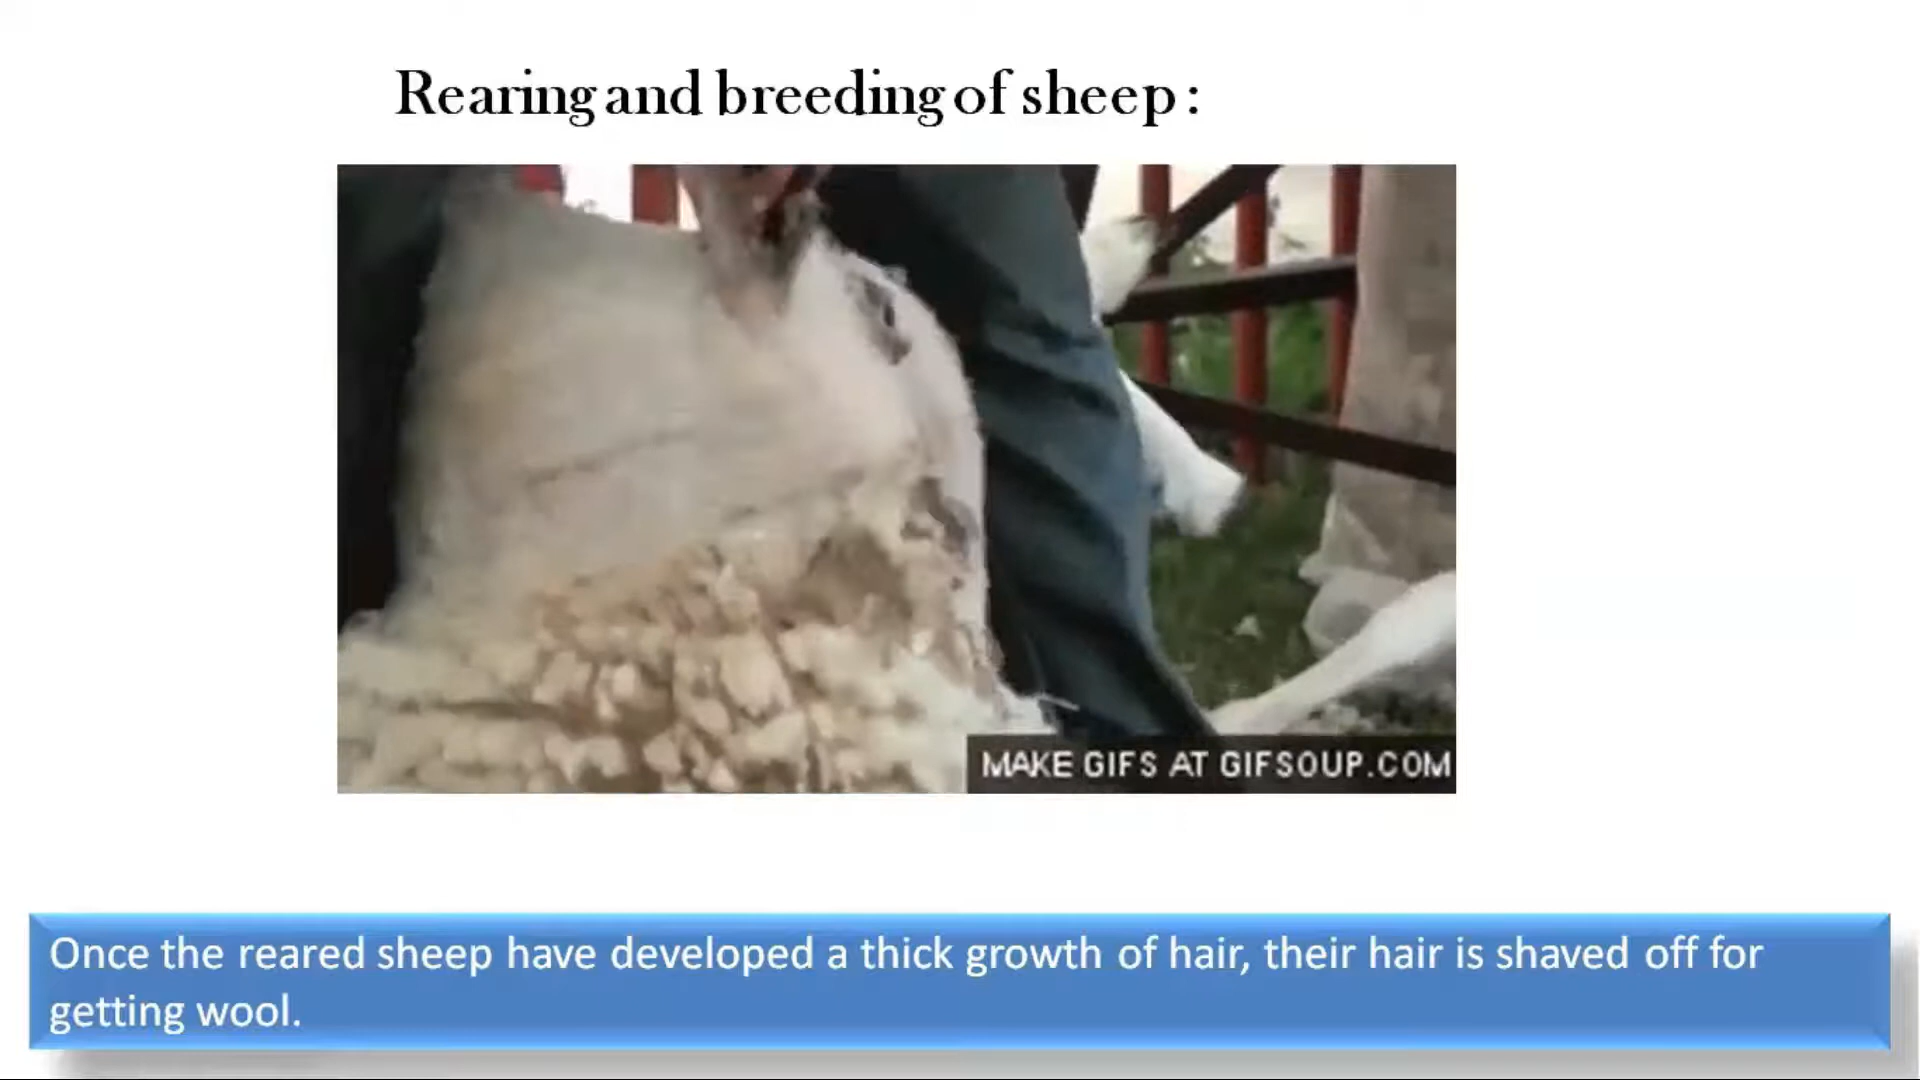 Rearing and breeding of sheep :
MAKE GIFS AT GIFSOUP.COM
Once the reared sheep have developed a thick growth of hair, their hair is shaved off for
getting wool.